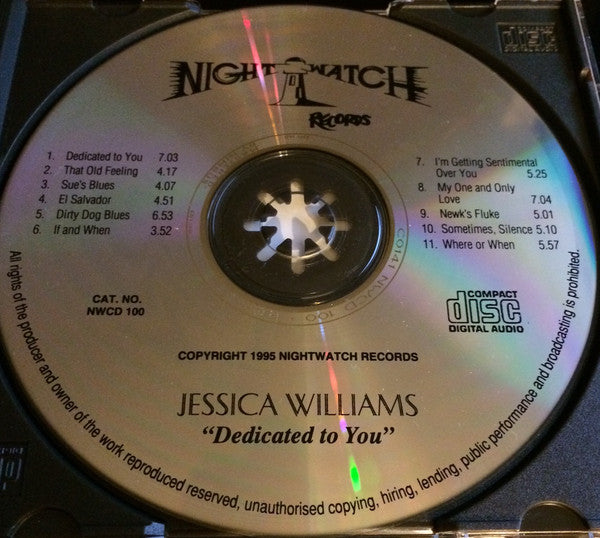 NIGHTWATCH
RECORDS
1. Dedicated to You 7.03
2. That Old Feeling 4.17
3. Sue's Blues 4.07
4. El Salvador 4.51
5. Dirty Dog Blues 6.53
6. If and When 3.52
7. I'm Getting Sentimental
Over You 5.25
8. My One and Only
Love 7.04
9. Newk's Fluke 5.01
10. Sometimes, Silence 5.10
11. Where or When 5.57
CAT. NO.
NWCD 100
COMPACT
disc
DIGITAL AUDIO
COPYRIGHT 1995 NIGHTWATCH RECORDS
JESSICA WILLIAMS
“Dedicated to You”
All rights of the producer and owner of the work reproduced reserved, unauthorised copying, hiring, lending, public performance and broadcasting is prohibited.
C0141 NWCD 100
disc